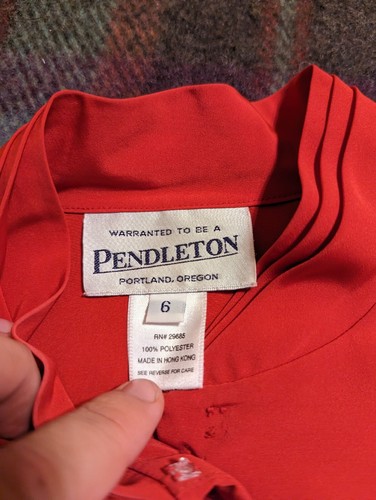 WARRANTED TO BE A
PENDLETON
PORTLAND, OREGON
6
RN# 29685
100% POLYESTER
MADE IN HONG KONG
SEE REVERSE FOR CARE